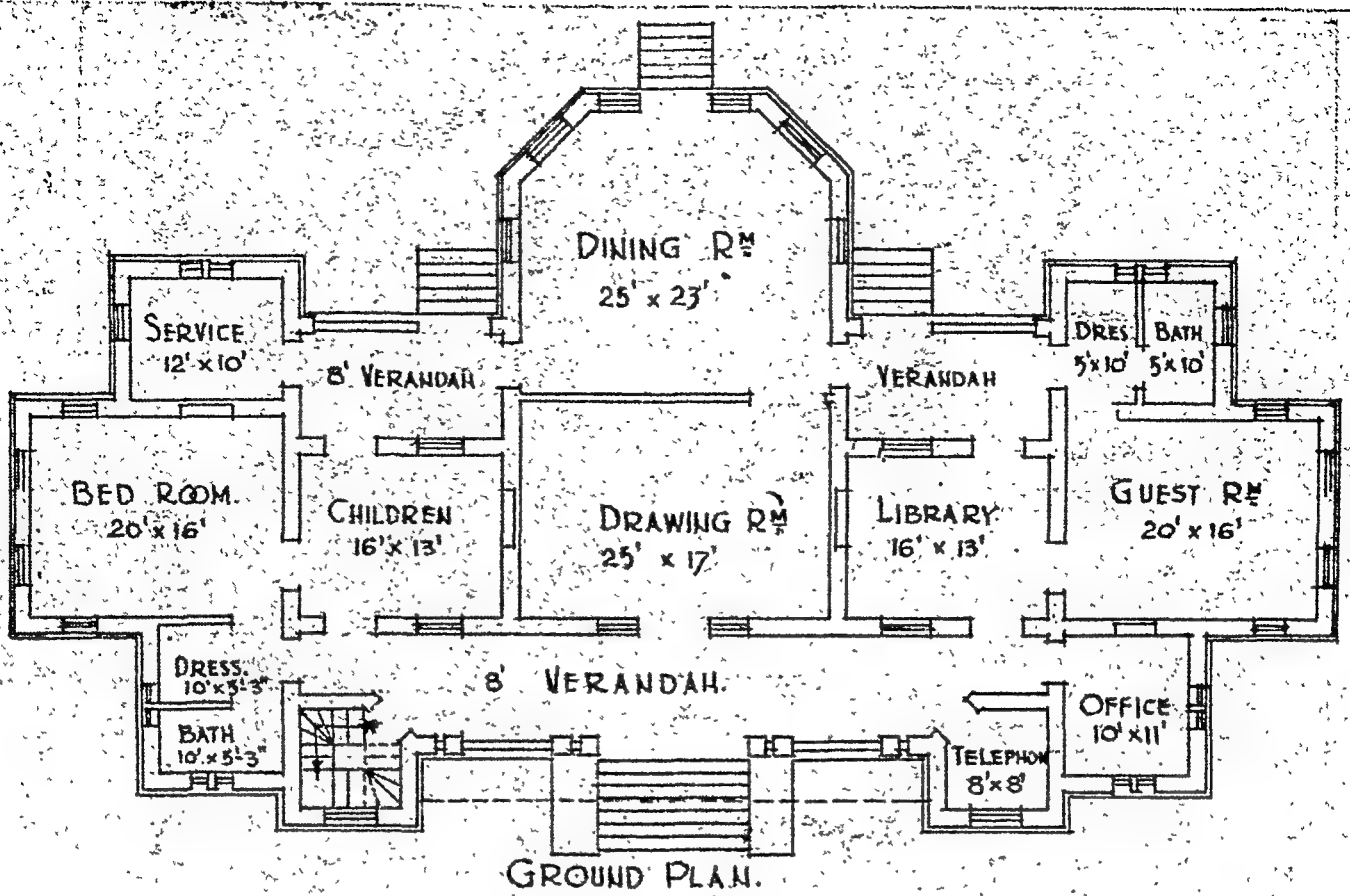 DINING RM
25' x 23'
SERVICE
12' x 10'
8' VERANDAH
VERANDAH
DRES.
5'x10'
BATH
5'x10'
BED ROOM.
20' x 16'
CHILDREN
16' x 13'
DRAWING RM
25' x 17'
LIBRARY
16' x 13'
GUEST RM
20' x 16'
DRESS.
10' x 5'-3"
8' VERANDAH.
BATH
10' x 5'-3"
OFFICE
10' x 11'
TELEPHON
8' x 8'
GROUND PLAN.